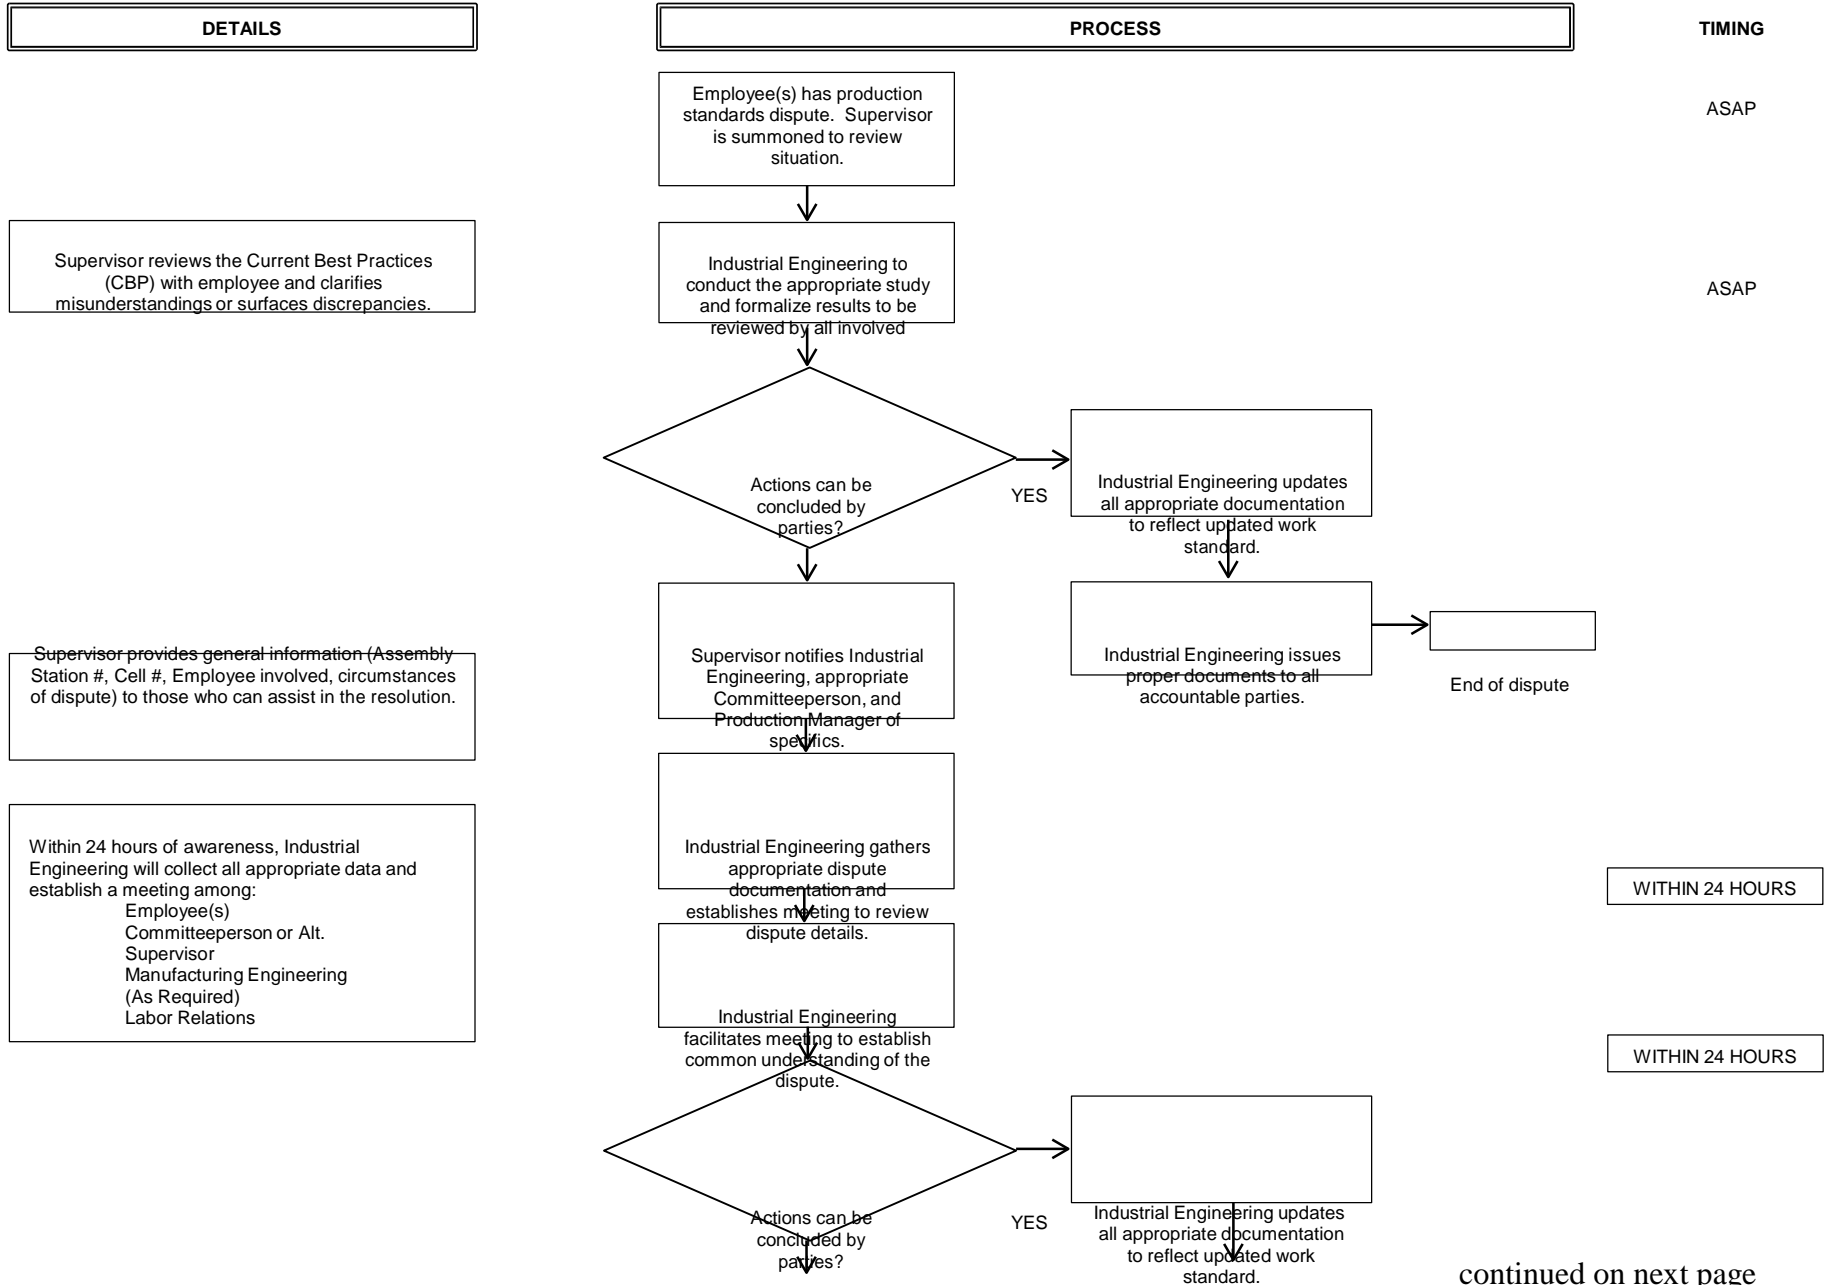 DETAILS
PROCESS
TIMING
Employee(s) has production
standards dispute. Supervisor
is summoned to review
situation.
ASAP
Supervisor reviews the Current Best Practices
(CBP) with employee and clarifies
misunderstandings or surfaces discrepancies.
Industrial Engineering to
conduct the appropriate study
and formalize results to be
reviewed by all involved
ASAP
Actions can be
concluded by
parties?
YES
Industrial Engineering updates
all appropriate documentation
to reflect updated work
standard.
Supervisor provides general information (Assembly
Station #, Cell #, Employee involved, circumstances
of dispute) to those who can assist in the resolution.
Supervisor notifies Industrial
Engineering, appropriate
Committeeperson, and
Production Manager of
specifics.
Industrial Engineering issues
proper documents to all
accountable parties.
End of dispute
Within 24 hours of awareness, Industrial
Engineering will collect all appropriate data and
establish a meeting among:
Employee(s)
Committeeperson or Alt.
Supervisor
Manufacturing Engineering
(As Required)
Labor Relations
Industrial Engineering gathers
appropriate dispute
documentation and
establishes meeting to review
dispute details.
WITHIN 24 HOURS
Industrial Engineering
facilitates meeting to establish
common understanding of the
dispute.
WITHIN 24 HOURS
Actions can be
concluded by
parties?
YES
Industrial Engineering updates
all appropriate documentation
to reflect updated work
standard.
continued on next page